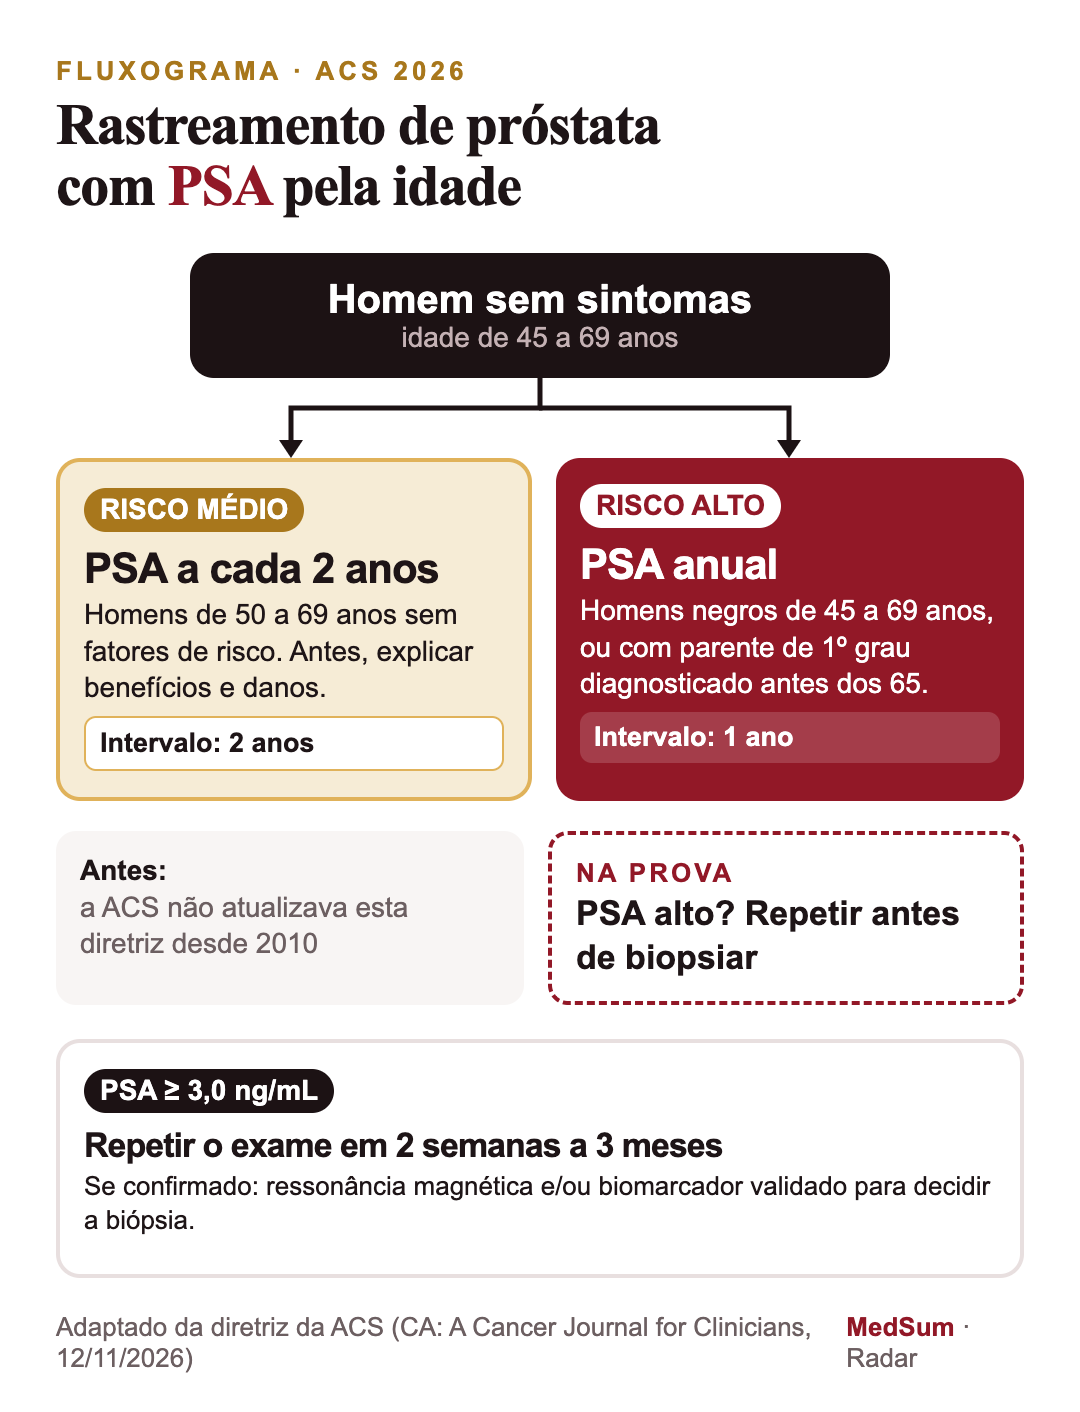 FLUXOGRAMA · ACS 2026
Rastreamento de próstata
com PSA pela idade
Homem sem sintomas
idade de 45 a 69 anos
RISCO MÉDIO
PSA a cada 2 anos
Homens de 50 a 69 anos sem
fatores de risco. Antes, explicar
benefícios e danos.
Intervalo: 2 anos
RISCO ALTO
PSA anual
Homens negros de 45 a 69 anos,
ou com parente de 1º grau
diagnosticado antes dos 65.
Intervalo: 1 ano
Antes:
a ACS não atualizava esta
diretriz desde 2010
NA PROVA
PSA alto? Repetir antes
de biopsiar
PSA ≥ 3,0 ng/mL
Repetir o exame em 2 semanas a 3 meses
Se confirmado: ressonância magnética e/ou biomarcador validado para decidir
a biópsia.
Adaptado da diretriz da ACS (CA: A Cancer Journal for Clinicians,
12/11/2026)
MedSum ·
Radar